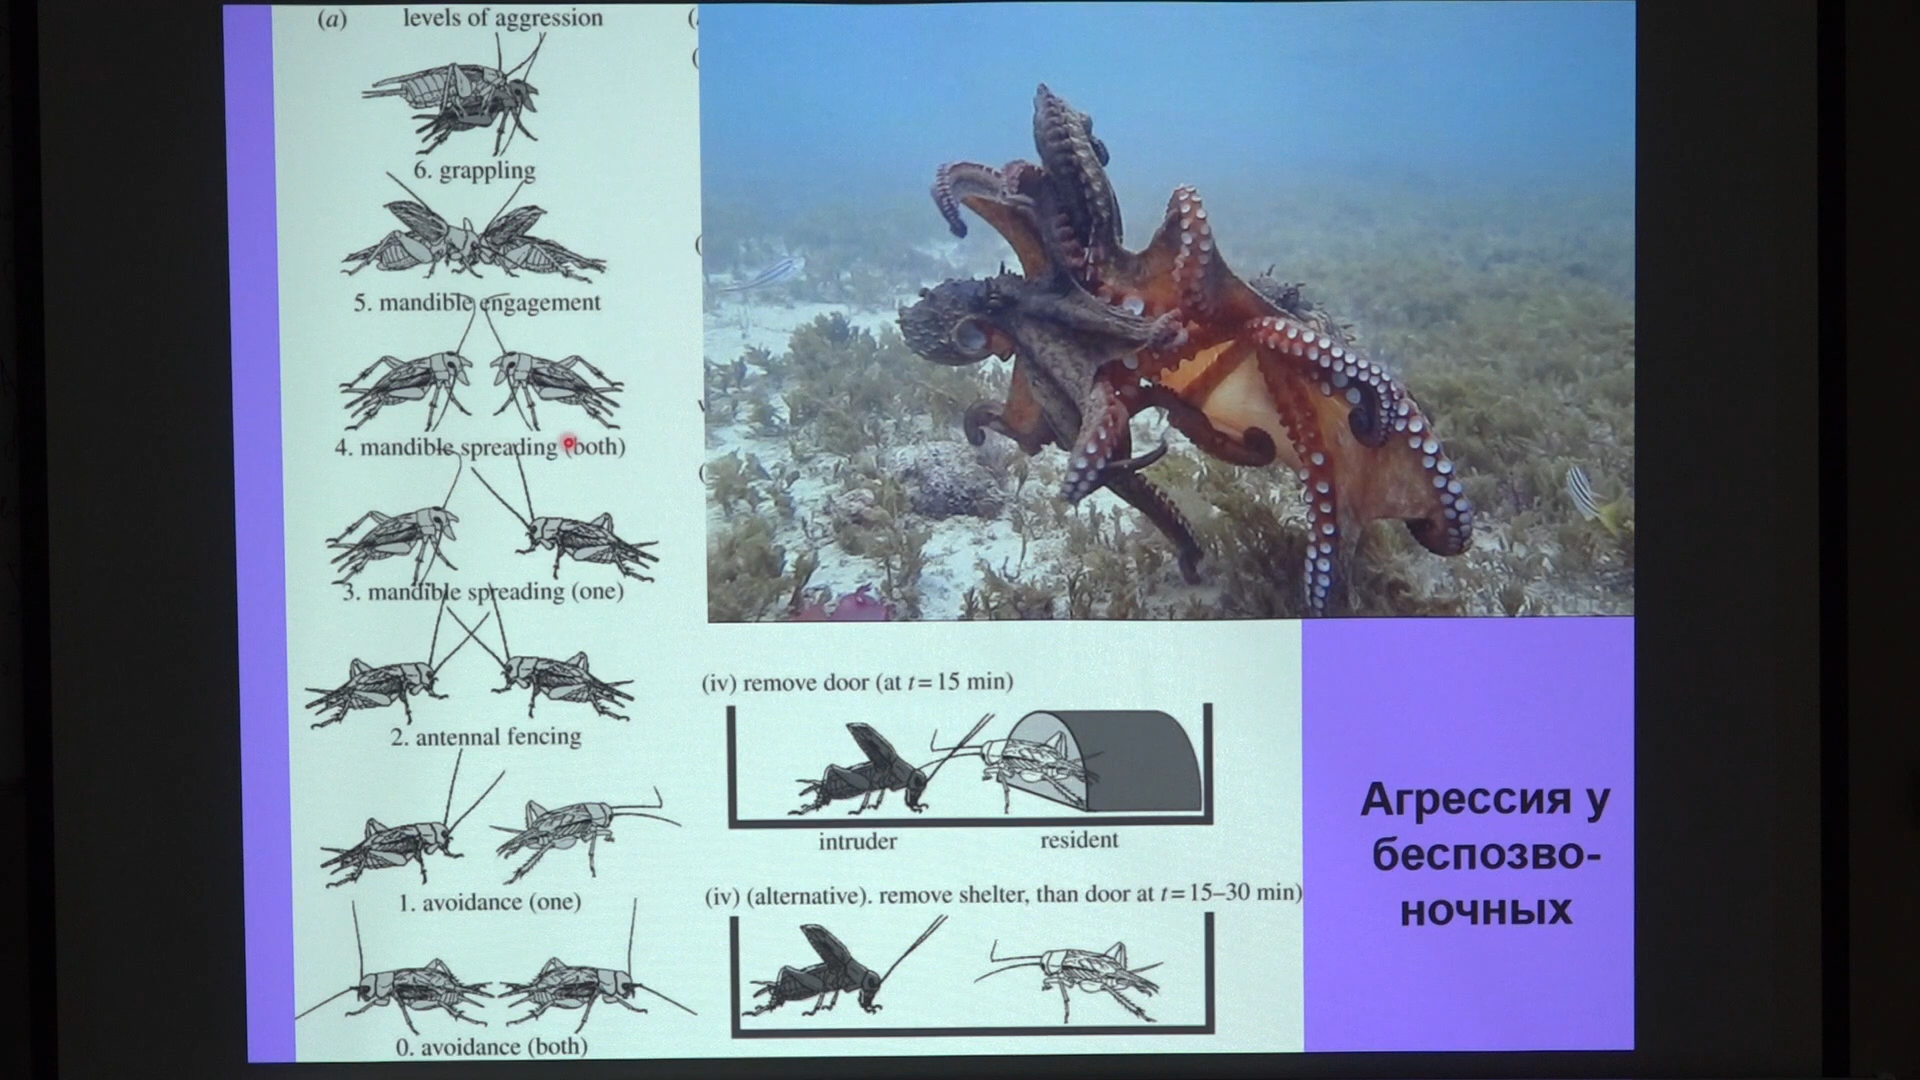 (a) levels of aggression
6. grappling
5. mandible engagement
4. mandible spreading (both)
3. mandible spreading (one)
2. antennal fencing
1. avoidance (one)
0. avoidance (both)
(iv) remove door (at t = 15 min)
intruder resident
(iv) (alternative). remove shelter, than door at t = 15–30 min)
Агрессия у
беспозво-
ночных